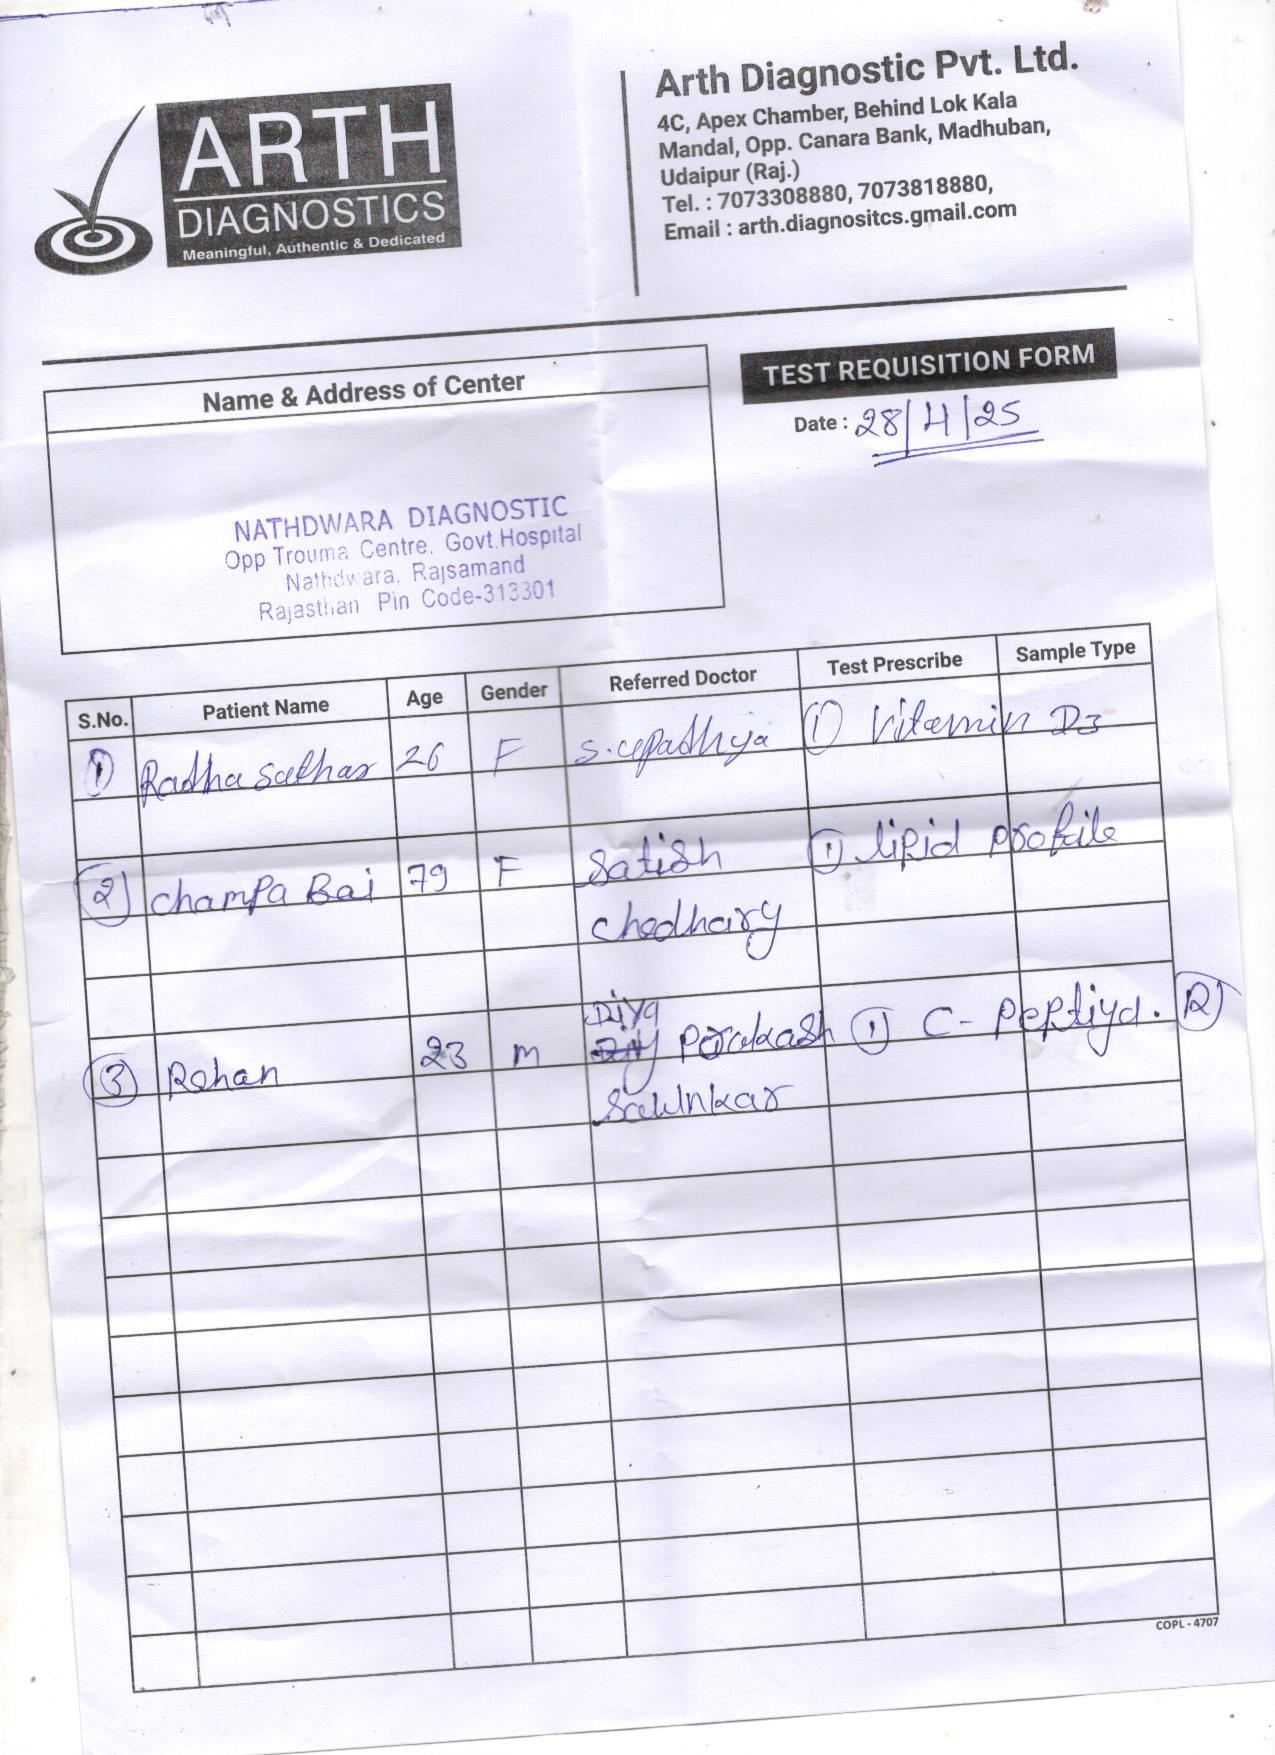 ARTH
DIAGNOSTICS
Meaningful, Authentic & Dedicated
Arth Diagnostic Pvt. Ltd.
4C, Apex Chamber, Behind Lok Kala
Mandal, Opp. Canara Bank, Madhuban,
Udaipur (Raj.)
Tel. : 7073308880, 7073818880,
Email : arth.diagnositcs.gmail.com
TEST REQUISITION FORM
Date : 28/4/25
Name & Address of Center
NATHDWARA DIAGNOSTIC
Opp Trouma Centre. Govt.Hospital
Nathdwara, Rajsamand
Rajasthan Pin Code-313301
S.No. Patient Name Age Gender Referred Doctor Test Prescribe Sample Type
1 Radha 26 F S. 1 Vitamin D3
2 Champa Bai 79 F Satish 1 lipid profile
Chodhary
Diya
3 Rohan 23 m Prakash 1 C- Peptiyd. R
COPL - 4707